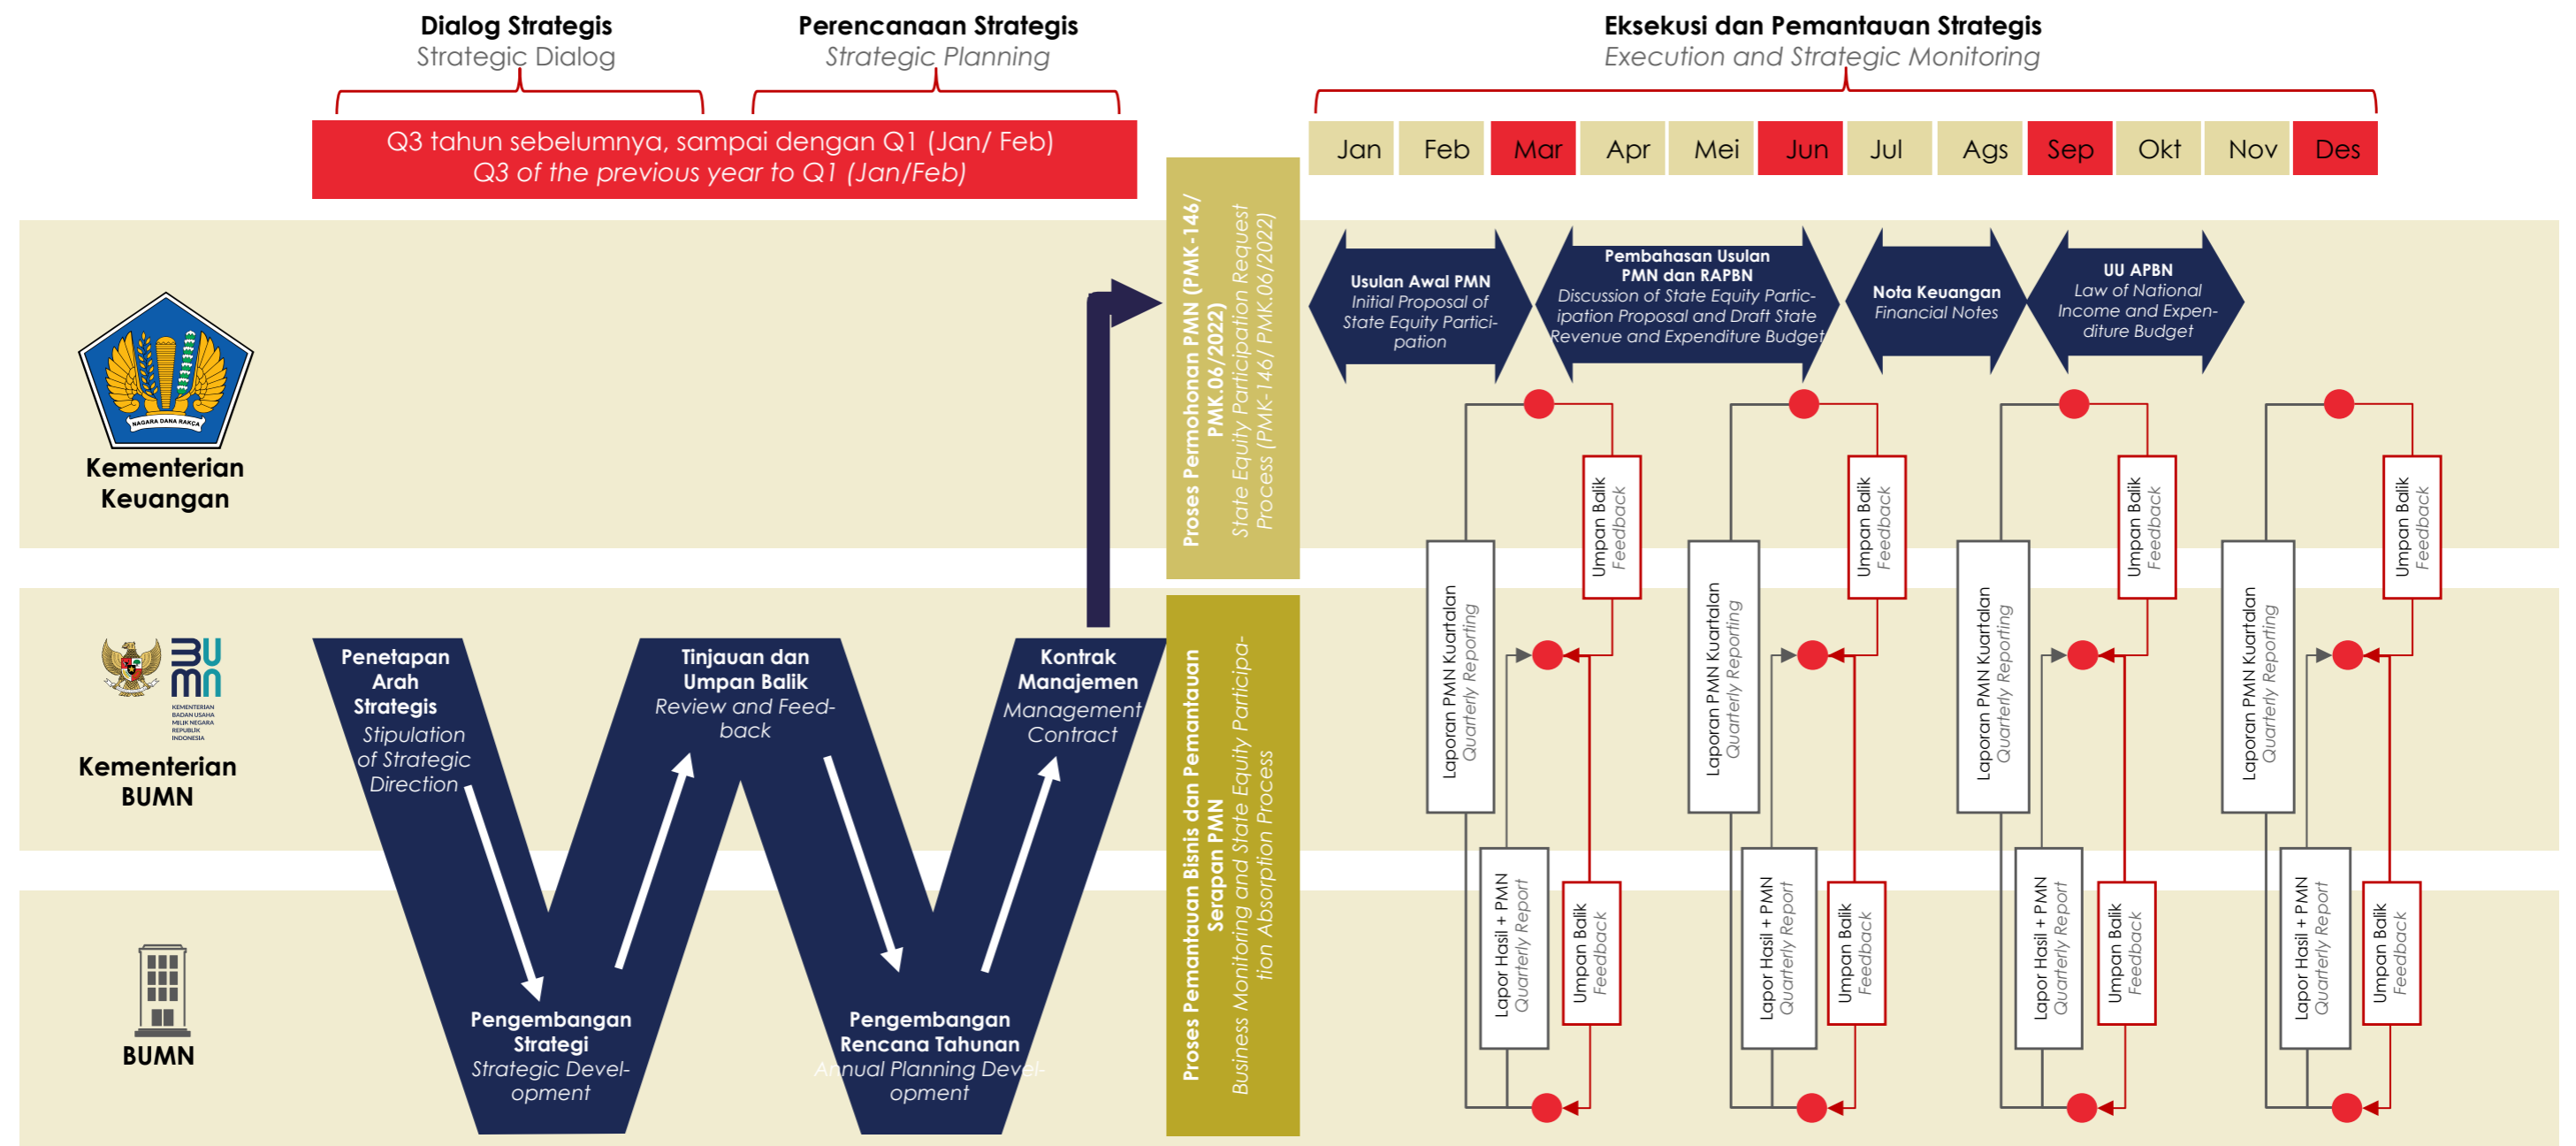 Dialog Strategis
Strategic Dialog
Perencanaan Strategis
Strategic Planning
Eksekusi dan Pemantauan Strategis
Execution and Strategic Monitoring
Q3 tahun sebelumnya, sampai dengan Q1 (Jan/ Feb)
Q3 of the previous year to Q1 (Jan/Feb)
Jan
Feb
Mar
Apr
Mei
Jun
Jul
Ags
Sep
Okt
Nov
Des
NAGARA DANA RAKÇA
Kementerian
Keuangan
Proses Permohonan PMN (PMK-146/
PMK.06/2022)
State Equity Participation Request
Process (PMK-146/ PMK.06/2022)
Usulan Awal PMN
Initial Proposal of
State Equity Partici-
pation
Pembahasan Usulan
PMN dan RAPBN
Discussion of State Equity Partic-
ipation Proposal and Draft State
Revenue and Expenditure Budget
Nota Keuangan
Financial Notes
UU APBN
Law of National
Income and Expen-
diture Budget
BUMN
KEMENTERIAN
BADAN USAHA
MILIK NEGARA
REPUBLIK
INDONESIA
Kementerian
BUMN
BUMN
Penetapan
Arah
Strategis
Stipulation
of Strategic
Direction
Pengembangan
Strategi
Strategic Devel-
opment
Tinjauan dan
Umpan Balik
Review and Feed-
back
Pengembangan
Rencana Tahunan
Annual Planning Devel-
opment
Kontrak
Manajemen
Management
Contract
Proses Pemantauan Bisnis dan Pemantauan
Serapan PMN
Business Monitoring and State Equity Participa-
tion Absorption Process
Laporan PMN Kuartalan
Quarterly Reporting
Umpan Balik
Feedback
Lapor Hasil + PMN
Quarterly Report
Umpan Balik
Feedback
Laporan PMN Kuartalan
Quarterly Reporting
Umpan Balik
Feedback
Lapor Hasil + PMN
Quarterly Report
Umpan Balik
Feedback
Laporan PMN Kuartalan
Quarterly Reporting
Umpan Balik
Feedback
Lapor Hasil + PMN
Quarterly Report
Umpan Balik
Feedback
Laporan PMN Kuartalan
Quarterly Reporting
Umpan Balik
Feedback
Lapor Hasil + PMN
Quarterly Report
Umpan Balik
Feedback